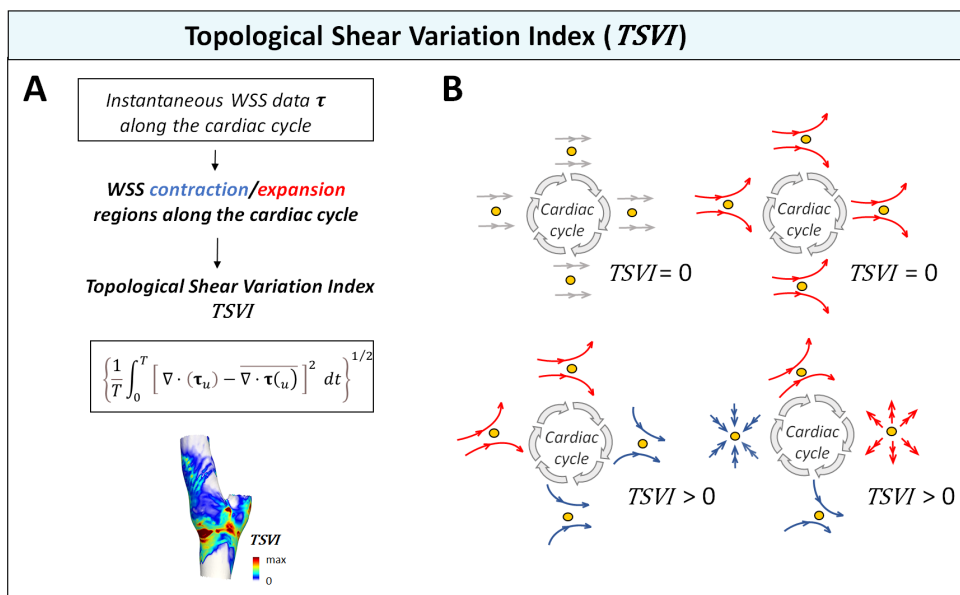 Topological Shear Variation Index (TSVI)
A
Instantaneous WSS data τ
along the cardiac cycle
WSS contraction/expansion
regions along the cardiac cycle
Topological Shear Variation Index
TSVI
{1/T ∫₀ᵀ [ ∇ · (τᵤ) − \overline{∇ · τ(ᵤ)} ]² dt}^1/2
TSVI
max
0
B
Cardiac
cycle
TSVI = 0
Cardiac
cycle
TSVI = 0
Cardiac
cycle
TSVI > 0
Cardiac
cycle
TSVI > 0